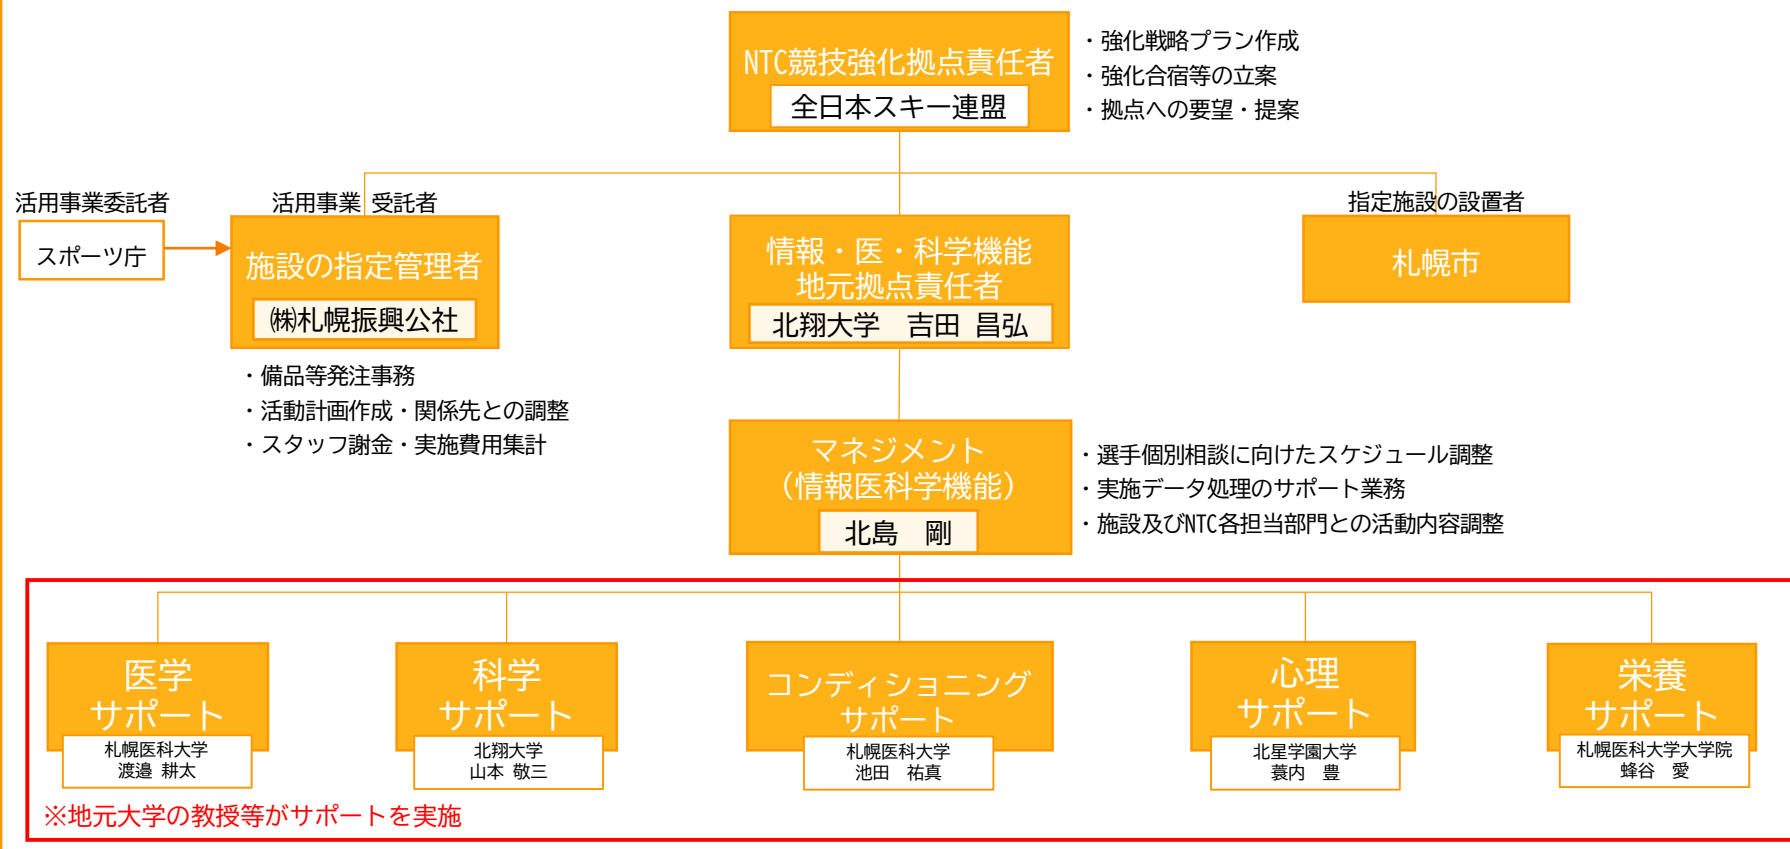 NTC競技強化拠点責任者
全日本スキー連盟
・強化戦略プラン作成
・強化合宿等の立案
・拠点への要望・提案
活用事業委託者
スポーツ庁
活用事業 受託者
施設の指定管理者
㈱札幌振興公社
・備品等発注事務
・活動計画作成・関係先との調整
・スタッフ謝金・実施費用集計
情報・医・科学機能
地元拠点責任者
北翔大学　吉田 昌弘
指定施設の設置者
札幌市
マネジメント
（情報医科学機能）
北島　剛
・選手個別相談に向けたスケジュール調整
・実施データ処理のサポート業務
・施設及びNTC各担当部門との活動内容調整
医学
サポート
札幌医科大学
渡邉 耕太
科学
サポート
北翔大学
山本 敬三
コンディショニング
サポート
札幌医科大学
池田　祐真
心理
サポート
北星学園大学
蓑内　豊
栄養
サポート
札幌医科大学大学院
蜂谷　愛
※地元大学の教授等がサポートを実施